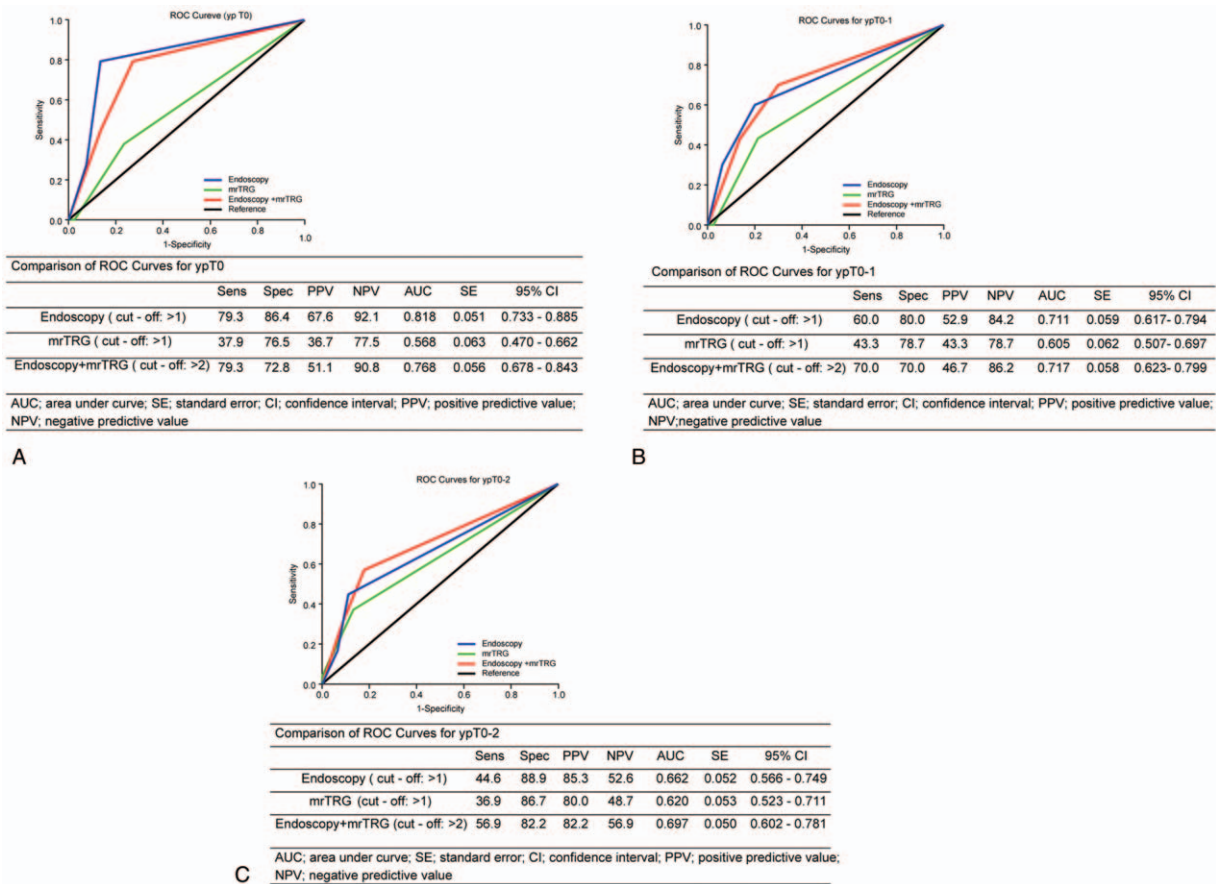 ROC Cureve (yp T0)
1.0
0.8
0.6
0.4
0.2
0.0
Sensitivity
0.0 0.2 0.4 0.6 0.8 1.0
1-Specificity
Endoscopy
mrTRG
Endoscopy +mrTRG
Reference
Comparison of ROC Curves for ypT0
Sens Spec PPV NPV AUC SE 95% CI
Endoscopy ( cut - off: >1) 79.3 86.4 67.6 92.1 0.818 0.051 0.733 - 0.885
mrTRG ( cut - off: >1) 37.9 76.5 36.7 77.5 0.568 0.063 0.470 - 0.662
Endoscopy+mrTRG ( cut - off: >2) 79.3 72.8 51.1 90.8 0.768 0.056 0.678 - 0.843
AUC; area under curve; SE; standard error; CI; confidence interval; PPV; positive predictive value;
NPV; negative predictive value
A
ROC Curves for ypT0-1
1.0
0.8
0.6
0.4
0.2
0.0
Sensitivity
0.0 0.2 0.4 0.6 0.8 1.0
1-Specificity
Endoscopy
mrTRG
Endoscopy +mrTRG
Reference
Comparison of ROC Curves for ypT0-1
Sens Spec PPV NPV AUC SE 95% CI
Endoscopy ( cut - off: >1) 60.0 80.0 52.9 84.2 0.711 0.059 0.617- 0.794
mrTRG ( cut - off: >1) 43.3 78.7 43.3 78.7 0.605 0.062 0.507- 0.697
Endoscopy+mrTRG ( cut - off: >2) 70.0 70.0 46.7 86.2 0.717 0.058 0.623- 0.799
AUC; area under curve; SE; standard error; CI; confidence interval; PPV; positive predictive value;
NPV;negative predictive value
B
ROC Curves for ypT0-2
1.0
0.8
0.6
0.4
0.2
0.0
Sensitivity
0.0 0.2 0.4 0.6 0.8 1.0
1-Specificity
Endoscopy
mrTRG
Endoscopy +mrTRG
Reference
Comparison of ROC Curves for ypT0-2
Sens Spec PPV NPV AUC SE 95% CI
Endoscopy ( cut - off: >1) 44.6 88.9 85.3 52.6 0.662 0.052 0.566 - 0.749
mrTRG (cut - off: >1) 36.9 86.7 80.0 48.7 0.620 0.053 0.523 - 0.711
Endoscopy+mrTRG (cut - off: >2) 56.9 82.2 82.2 56.9 0.697 0.050 0.602 - 0.781
AUC; area under curve; SE; standard error; CI; confidence interval; PPV; positive predictive value;
NPV; negative predictive value
C